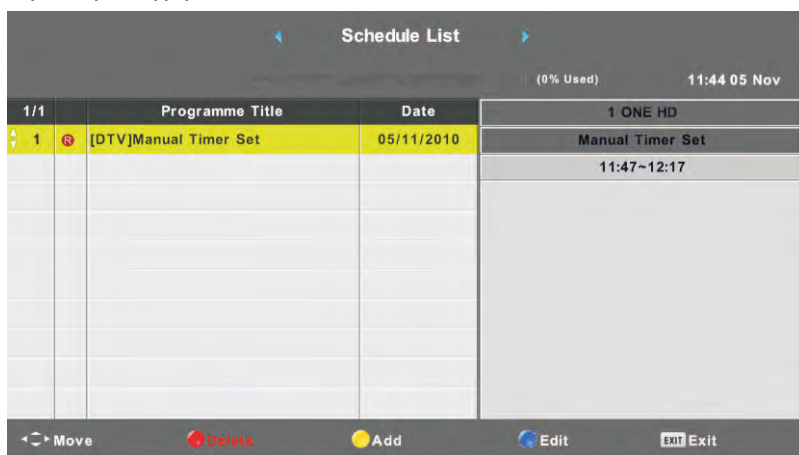 Schedule List
(0% Used) 11:44 05 Nov
1/1 Programme Title Date 1 ONE HD
1 R [DTV]Manual Timer Set 05/11/2010 Manual Timer Set
11:47~12:17
Move Delete Add Edit EXIT Exit